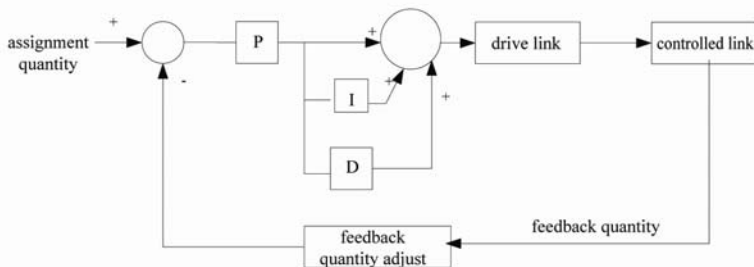 +
assignment
quantity
-
P
+
I
+
D
+
drive link
controlled link
feedback quantity
feedback
quantity adjust